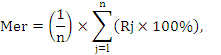 Mer = (1/n) × ∑_{j=1}^{n} (Rj × 100%),